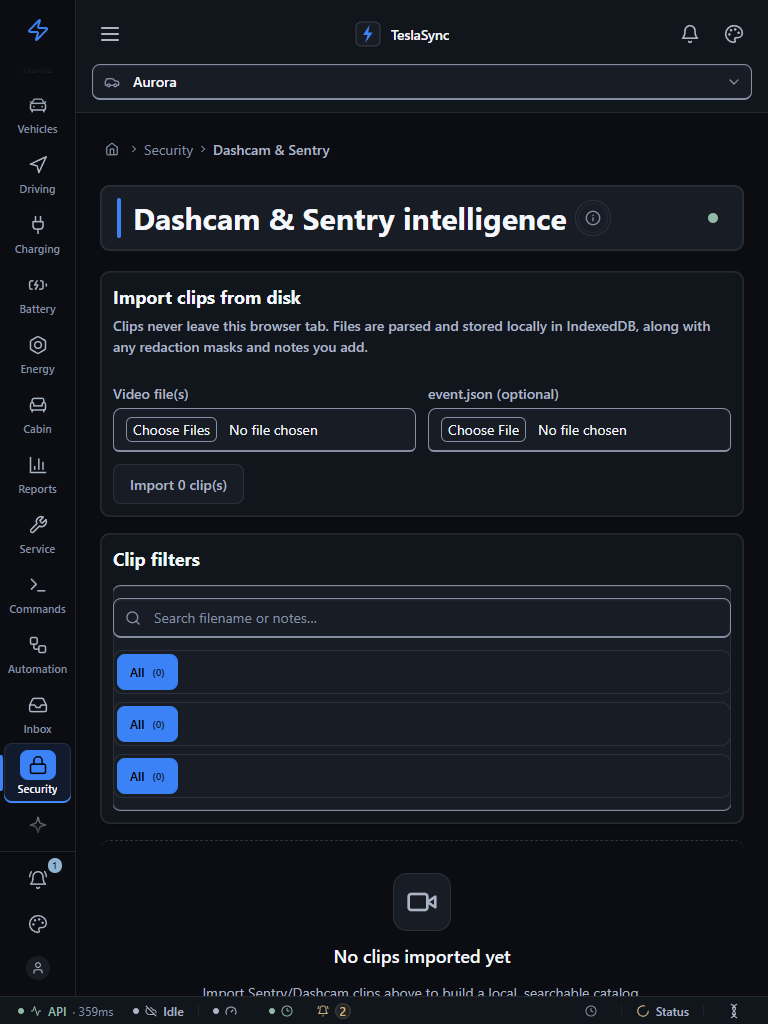 TeslaSync
Aurora
Vehicles
Driving
Charging
Battery
Energy
Cabin
Reports
Service
Commands
Automation
Inbox
Security
1
Security
Dashcam & Sentry
Dashcam & Sentry intelligence
Import clips from disk
Clips never leave this browser tab. Files are parsed and stored locally in IndexedDB, along with
any redaction masks and notes you add.
Video file(s)
event.json (optional)
Choose Files No file chosen
Choose File No file chosen
Import 0 clip(s)
Clip filters
Search filename or notes...
All (0)
All (0)
All (0)
No clips imported yet
Import Sentry/Dashcam clips above to build a local, searchable catalog
API · 359ms
Idle
2
Status